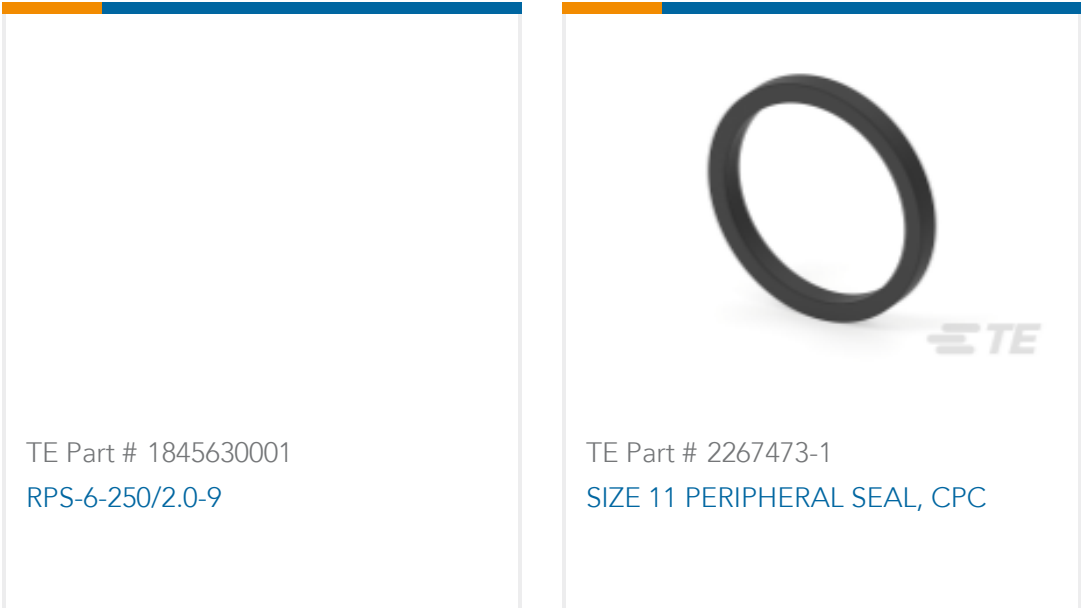 TE
TE Part # 1845630001
RPS-6-250/2.0-9
TE Part # 2267473-1
SIZE 11 PERIPHERAL SEAL, CPC